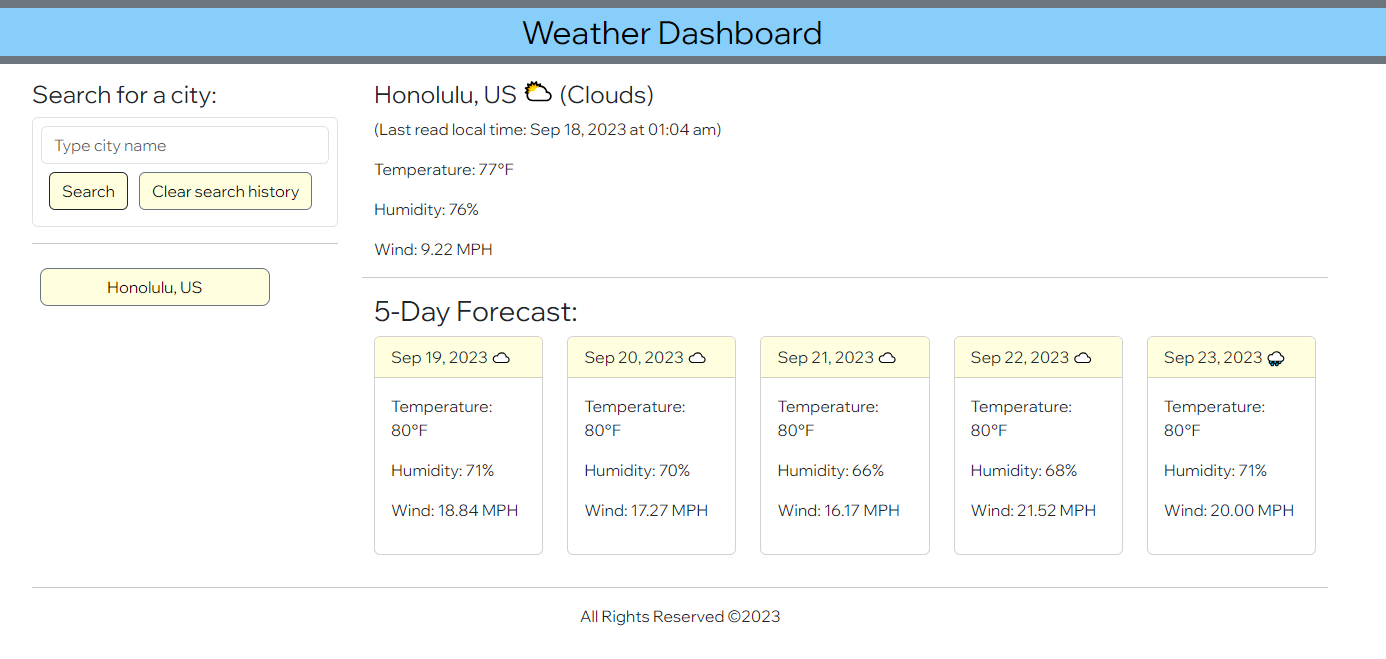 Weather Dashboard
Search for a city:
Type city name
Search
Clear search history
Honolulu, US
Honolulu, US (Clouds)
(Last read local time: Sep 18, 2023 at 01:04 am)
Temperature: 77°F
Humidity: 76%
Wind: 9.22 MPH
5-Day Forecast:
Sep 19, 2023
Temperature:
80°F
Humidity: 71%
Wind: 18.84 MPH
Sep 20, 2023
Temperature:
80°F
Humidity: 70%
Wind: 17.27 MPH
Sep 21, 2023
Temperature:
80°F
Humidity: 66%
Wind: 16.17 MPH
Sep 22, 2023
Temperature:
80°F
Humidity: 68%
Wind: 21.52 MPH
Sep 23, 2023
Temperature:
80°F
Humidity: 71%
Wind: 20.00 MPH
All Rights Reserved ©2023